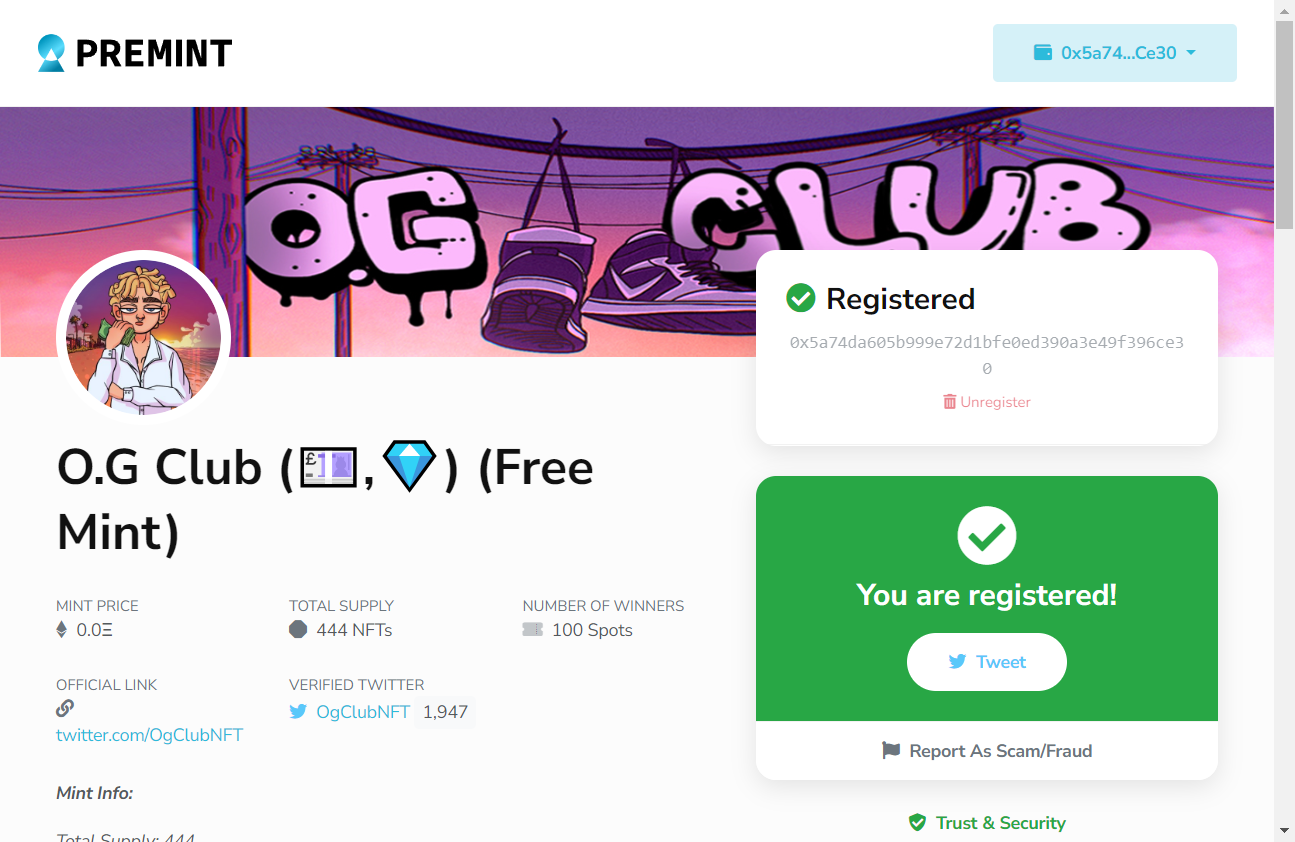 PREMINT
0x5a74...Ce30
O.G CLUB
Registered
0x5a74da605b999e72d1bfe0ed390a3e49f396ce3
0
Unregister
O.G Club (💷,💎) (Free
Mint)
MINT PRICE
0.0Ξ
TOTAL SUPPLY
444 NFTs
NUMBER OF WINNERS
100 Spots
OFFICIAL LINK
twitter.com/OgClubNFT
VERIFIED TWITTER
OgClubNFT 1,947
Mint Info:
Total Supply: 444
You are registered!
Tweet
Report As Scam/Fraud
Trust & Security